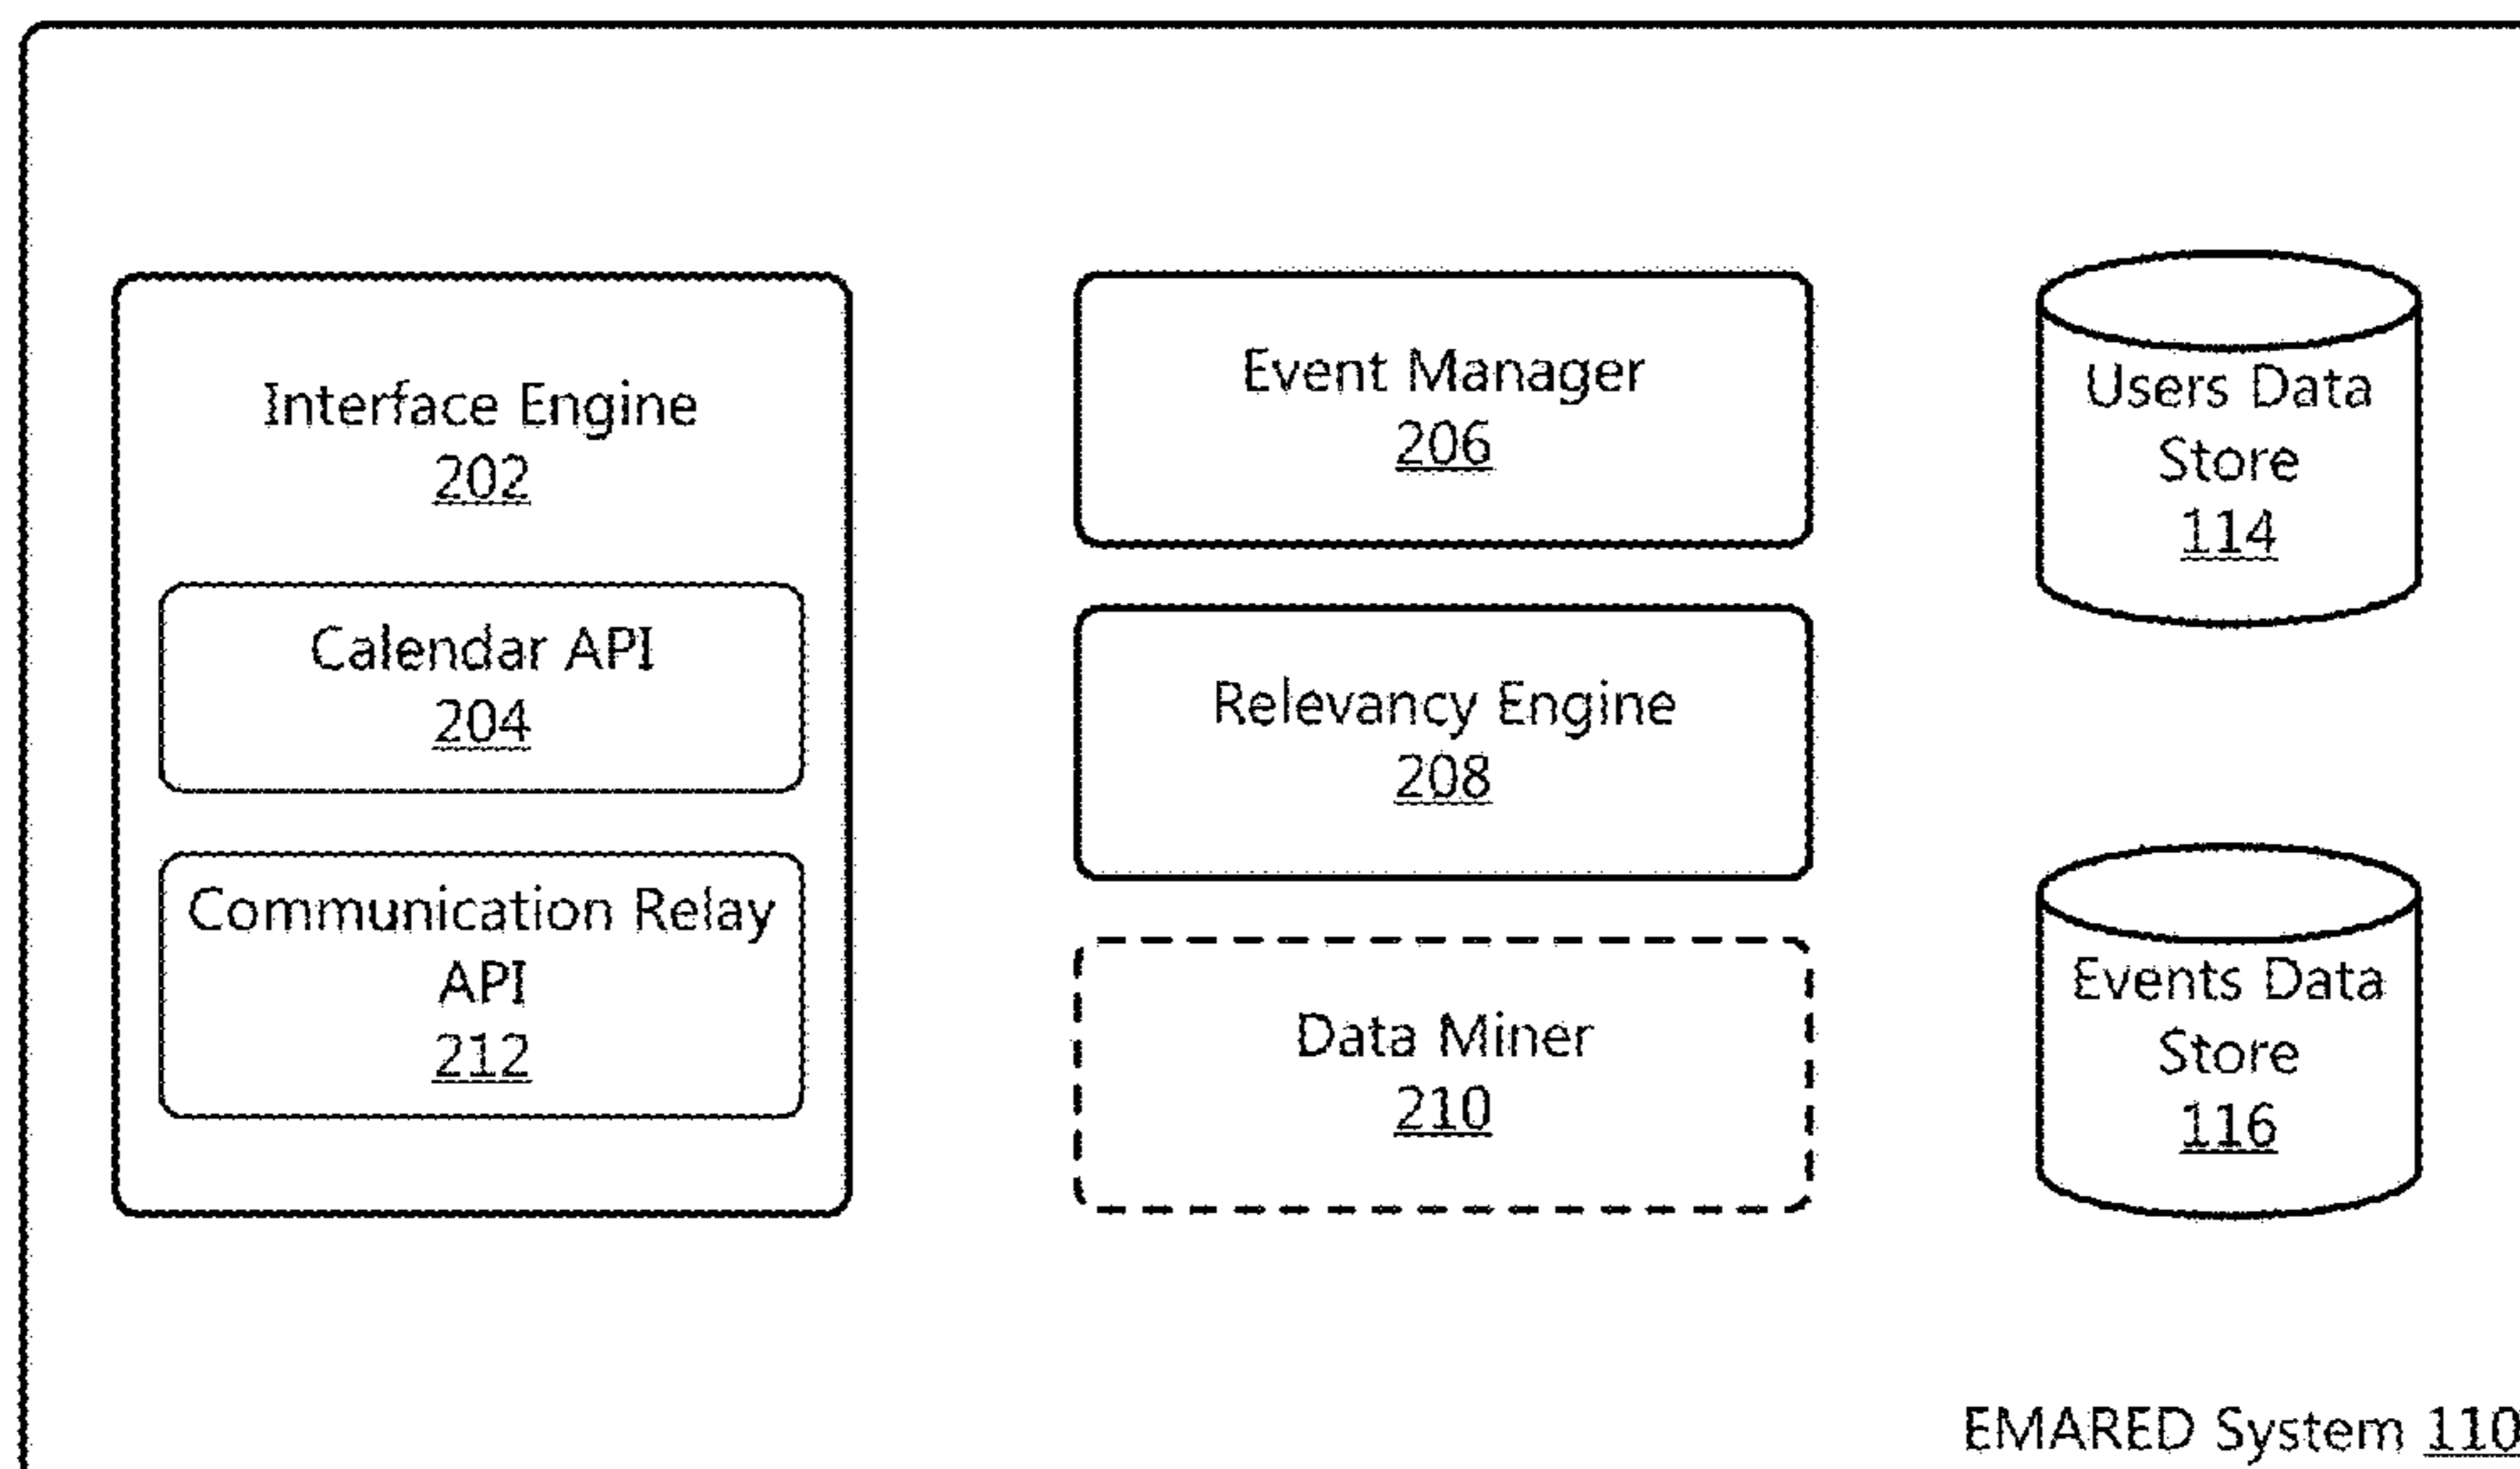 Interface Engine
202
Calendar API
204
Communication Relay
API
212
Event Manager
206
Relevancy Engine
208
Data Miner
210
Users Data
Store
114
Events Data
Store
116
EMARED System 110